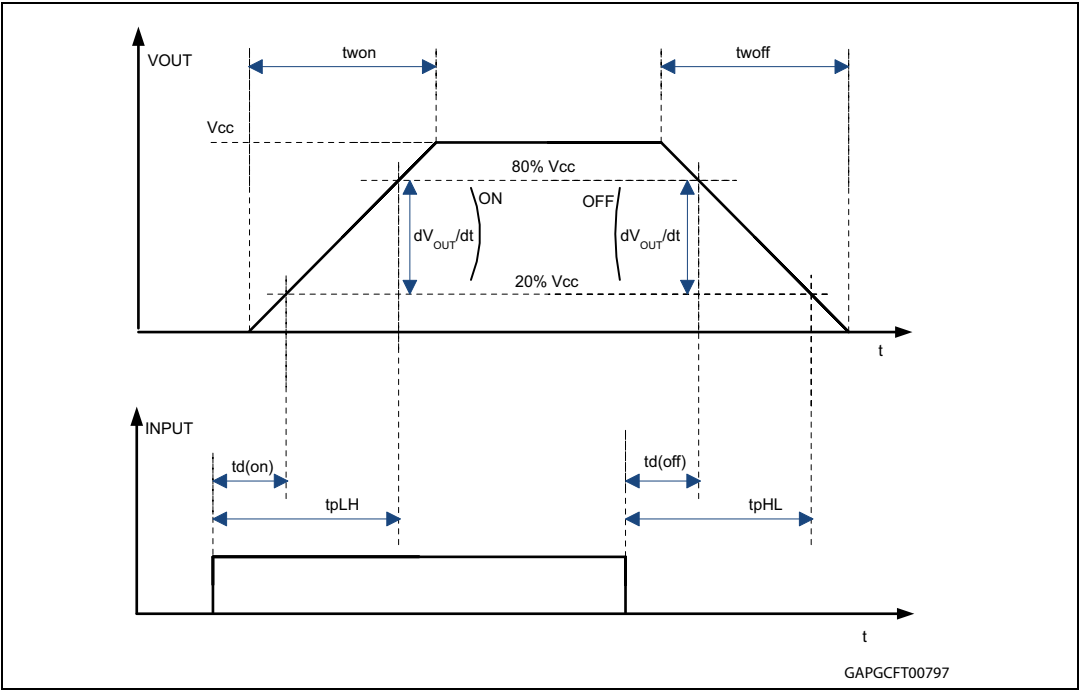 VOUT
twon
twoff
Vcc
80% Vcc
ON
OFF
dVOUT/dt
dVOUT/dt
20% Vcc
t
INPUT
td(on)
td(off)
tpLH
tpHL
t
GAPGCFT00797